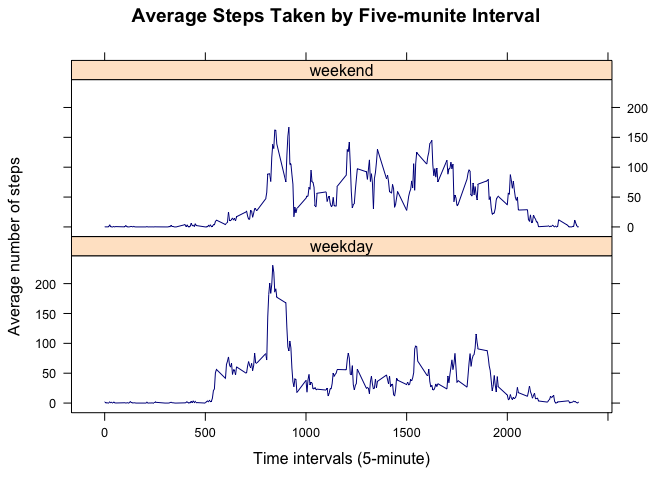 Average Steps Taken by Five-munite Interval
weekend
200
150
100
50
0
weekday
200
150
100
50
0
Average number of steps
0 500 1000 1500 2000
Time intervals (5-minute)